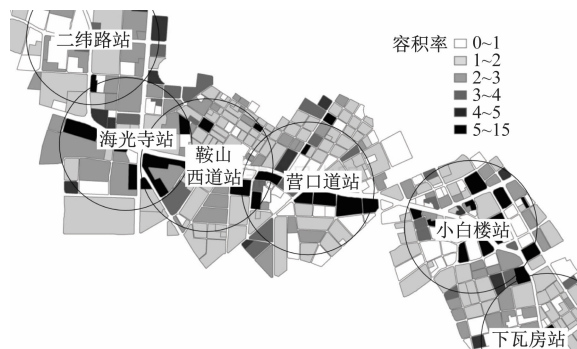 二纬路站
容积率
0~1
1~2
2~3
3~4
4~5
5~15
海光寺站
鞍山
西道站
营口道站
小白楼站
下瓦房站